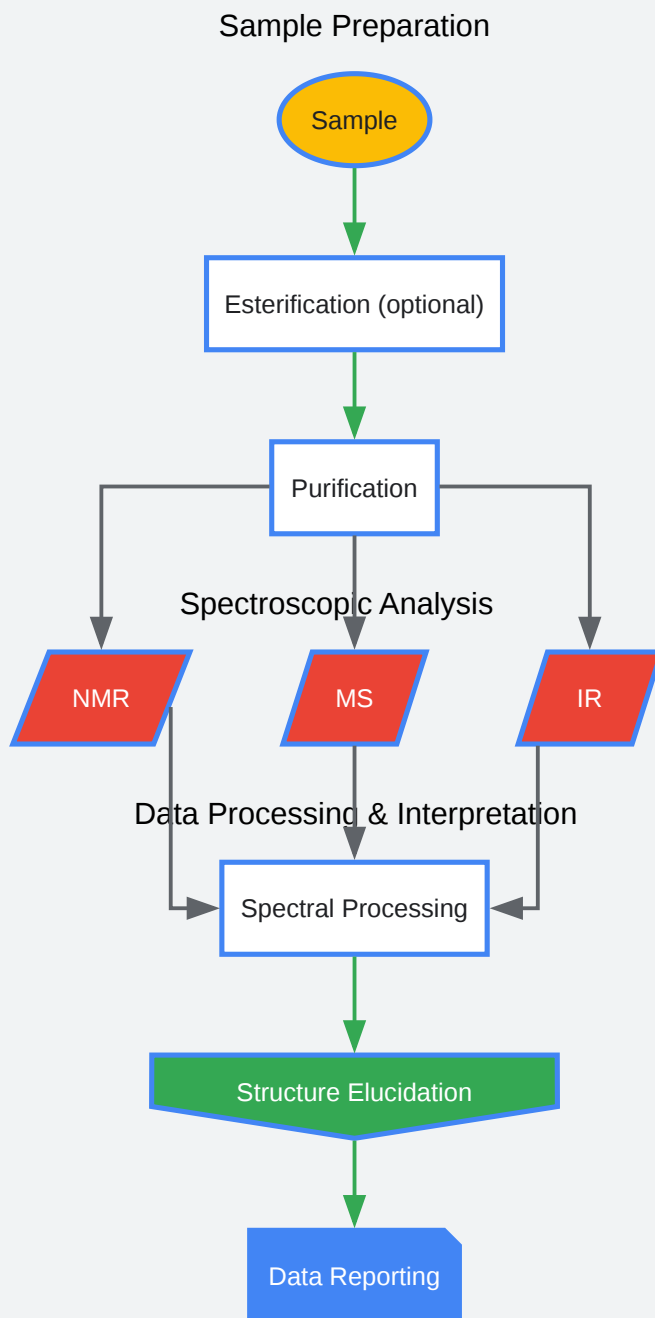 Sample Preparation
Sample
Esterification (optional)
Purification
Spectroscopic Analysis
NMR
MS
IR
Data Processing & Interpretation
Spectral Processing
Structure Elucidation
Data Reporting